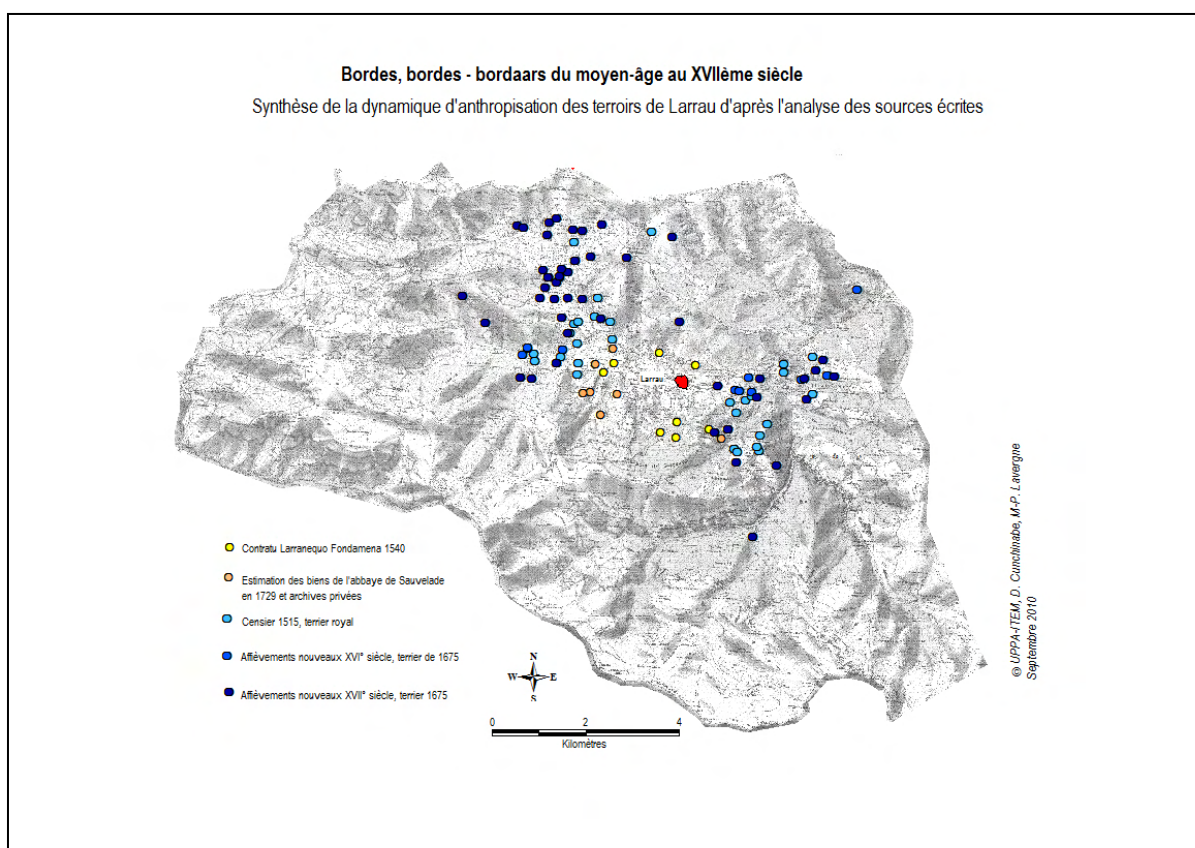 Bordes, bordes - bordaars du moyen-âge au XVIIème siècle
Synthèse de la dynamique d'anthropisation des terroirs de Larrau d'après l'analyse des sources écrites
Larrau
Contratu Larranequo Fondamena 1540
Estimation des biens de l'abbaye de Sauvelade
en 1729 et archives privées
Censier 1515, terrier royal
Affièvements nouveaux XVI° siècle, terrier de 1675
Affièvements nouveaux XVII° siècle, terrier 1675
N
W E
S
0 2 4
Kilomètres
© UPPA-ITEM, D. Cunchinabe, M-P. Lavergne
Septembre 2010